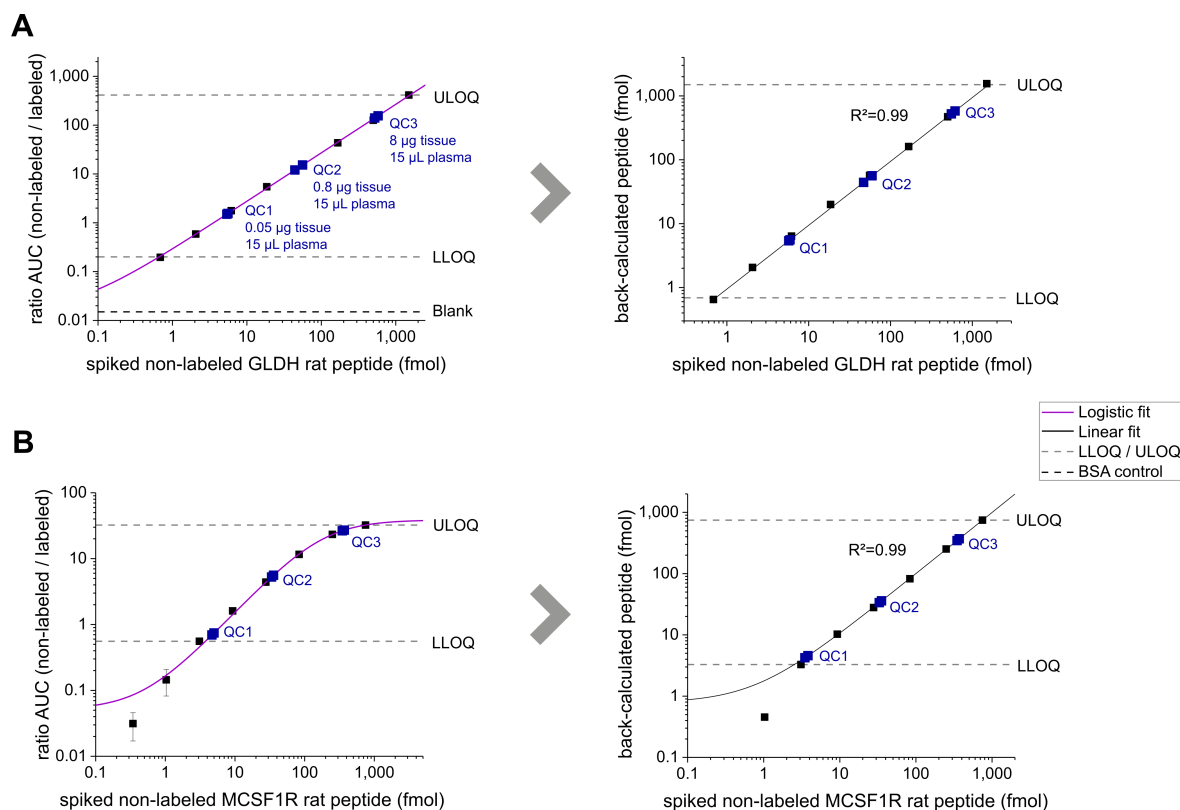 A
ratio AUC (non-labeled / labeled)
1,000
100
10
1
0.1
0.01
0.1
1
10
100
1,000
spiked non-labeled GLDH rat peptide (fmol)
ULOQ
QC3
8 µg tissue
15 µL plasma
QC2
0.8 µg tissue
15 µL plasma
QC1
0.05 µg tissue
15 µL plasma
LLOQ
Blank
back-calculated peptide (fmol)
1,000
100
10
1
1
10
100
1,000
spiked non-labeled GLDH rat peptide (fmol)
R²=0.99
ULOQ
QC3
QC2
QC1
LLOQ
Logistic fit
Linear fit
LLOQ / ULOQ
BSA control
B
ratio AUC (non-labeled / labeled)
100
10
1
0.1
0.01
0.1
1
10
100
1,000
spiked non-labeled MCSF1R rat peptide (fmol)
ULOQ
QC3
QC2
QC1
LLOQ
back-calculated peptide (fmol)
1,000
100
10
1
0.1
0.1
1
10
100
1,000
spiked non-labeled MCSF1R rat peptide (fmol)
R²=0.99
ULOQ
QC3
QC2
QC1
LLOQ